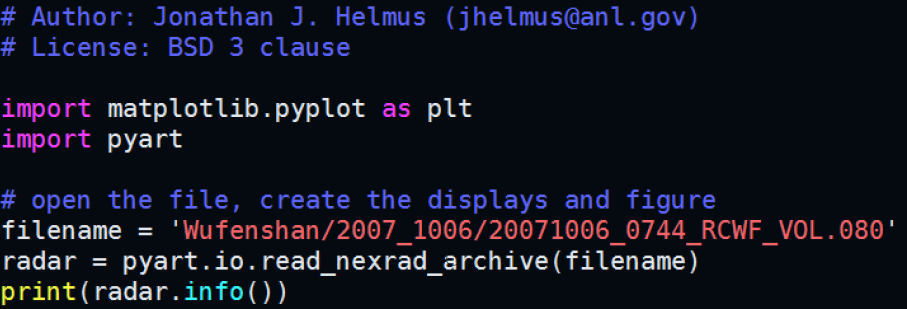 # Author: Jonathan J. Helmus (jhelmus@anl.gov)
# License: BSD 3 clause
import matplotlib.pyplot as plt
import pyart
# open the file, create the displays and figure
filename = 'Wufenshan/2007_1006/20071006_0744_RCWF_VOL.080'
radar = pyart.io.read_nexrad_archive(filename)
print(radar.info())